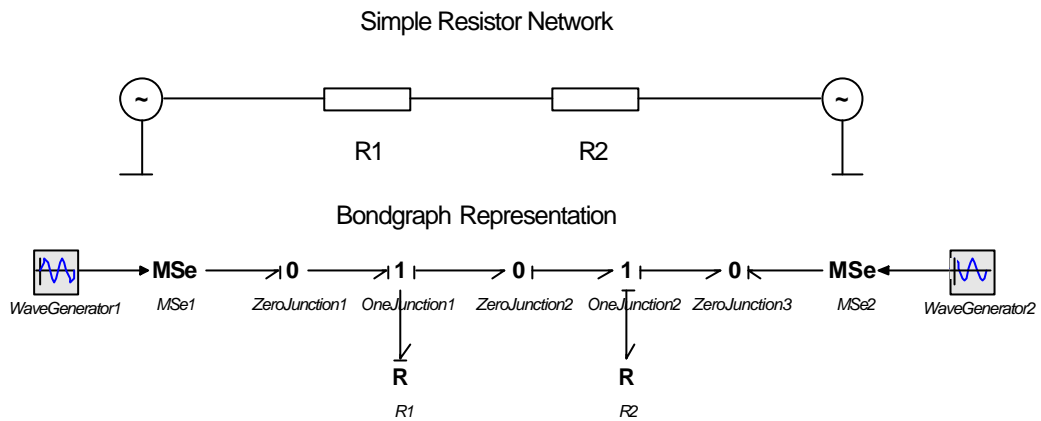 Simple Resistor Network
~ ~
R1 R2
Bondgraph Representation
MSe 0 1 0 1 0 MSe
WaveGenerator1 MSe1 ZeroJunction1 OneJunction1 ZeroJunction2 OneJunction2 ZeroJunction3 MSe2 WaveGenerator2
R R
R1 R2